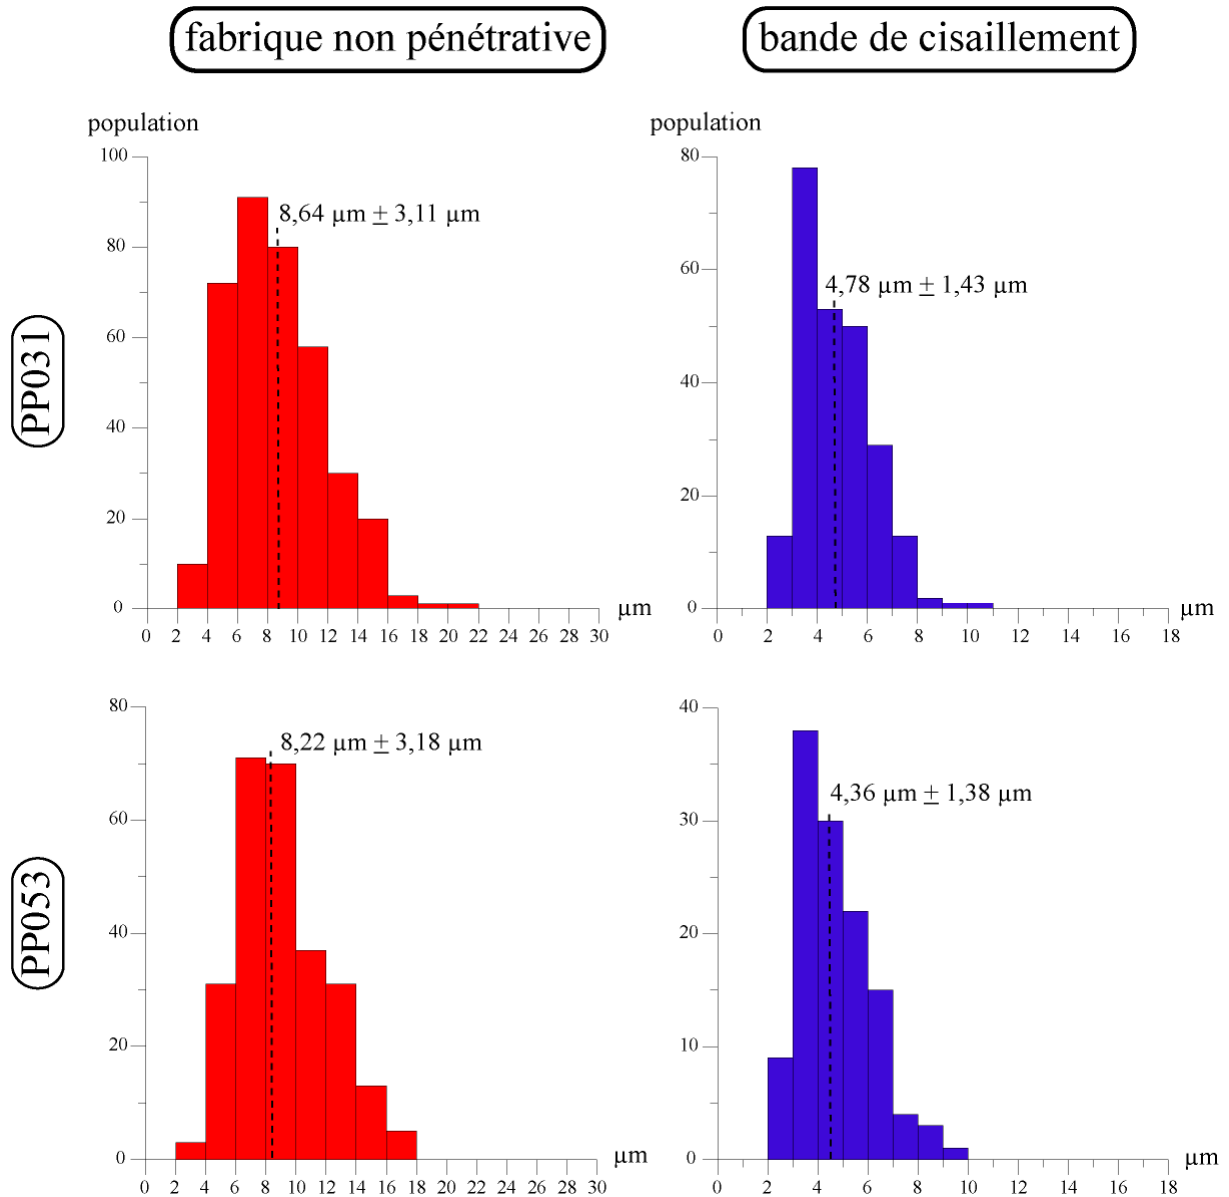 fabrique non pénétrative
bande de cisaillement
PP031
population
100
80
60
40
20
0
8,64 µm ± 3,11 µm
0 2 4 6 8 10 12 14 16 18 20 22 24 26 28 30
µm
population
80
60
40
20
0
4,78 µm ± 1,43 µm
0 2 4 6 8 10 12 14 16 18
µm
PP053
80
60
40
20
0
8,22 µm ± 3,18 µm
0 2 4 6 8 10 12 14 16 18 20 22 24 26 28 30
µm
40
30
20
10
0
4,36 µm ± 1,38 µm
0 2 4 6 8 10 12 14 16 18
µm